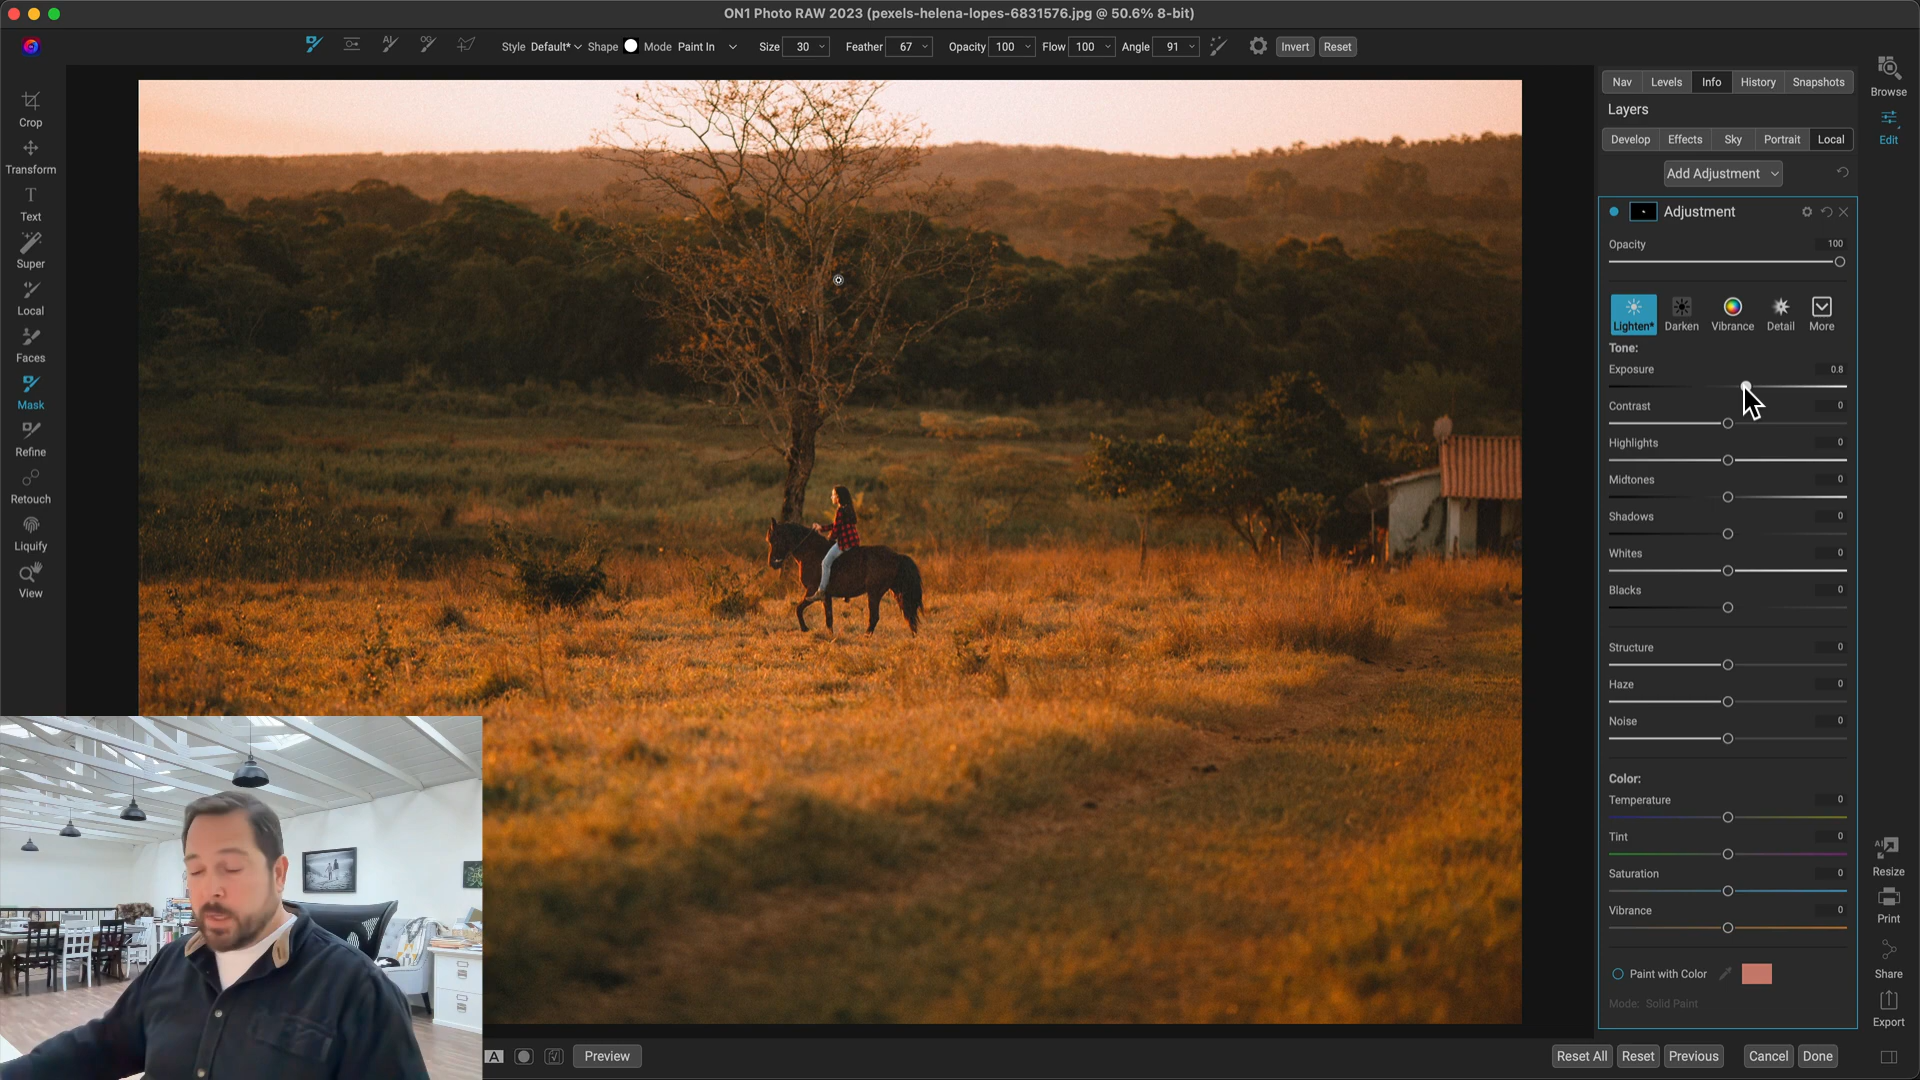 ON1 Photo RAW 2023 (pexels-helena-lopes-6831576.jpg @ 50.6% 8-bit)
Style Default* Shape Mode Paint In Size 30 Feather 67 Opacity 100 Flow 100 Angle 91 Invert Reset
Crop
Transform
Text
Super
Local
Faces
Mask
Refine
Retouch
Liquify
View
Nav Levels Info History Snapshots
Layers
Develop Effects Sky Portrait Local
Add Adjustment
Adjustment
Opacity 100
Lighten* Darken Vibrance Detail More
Tone:
Exposure 0.8
Contrast 0
Highlights 0
Midtones 0
Shadows 0
Whites 0
Blacks 0
Structure 0
Haze 0
Noise 0
Color:
Temperature 0
Tint 0
Saturation 0
Vibrance 0
Paint with Color
Mode: Solid Paint
Browse
Edit
AI
Resize
Print
Share
Export
A Preview
Reset All Reset Previous Cancel Done